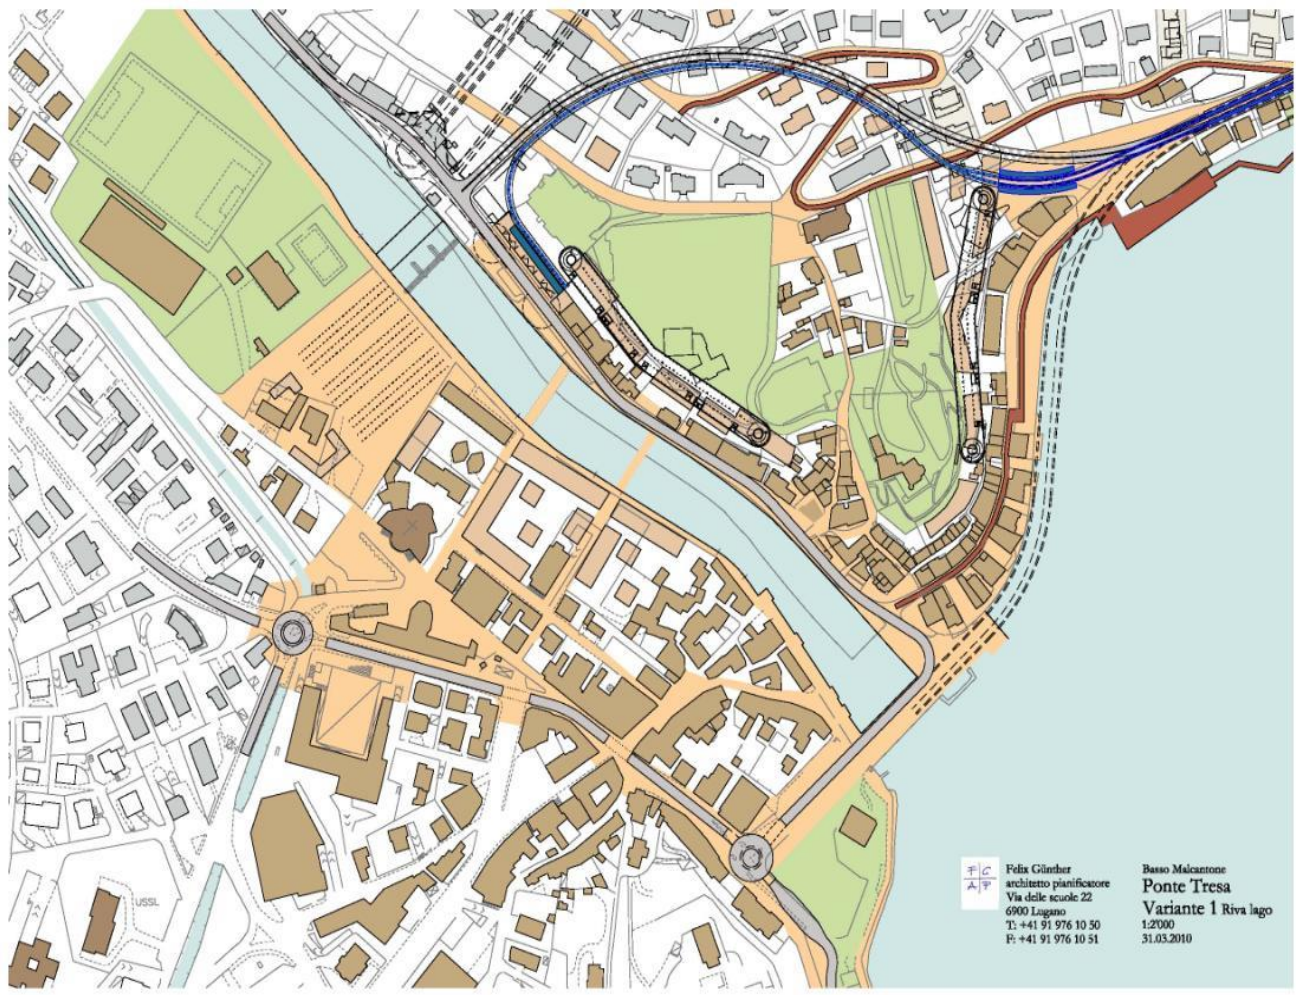 USSL
F C
A P
Felix Günther
architetto pianificatore
Via delle scuole 22
6900 Lugano
T: +41 91 976 10 50
F: +41 91 976 10 51
Basso Malcantone
Ponte Tresa
Variante 1 Riva lago
1:2'000
31.03.2010